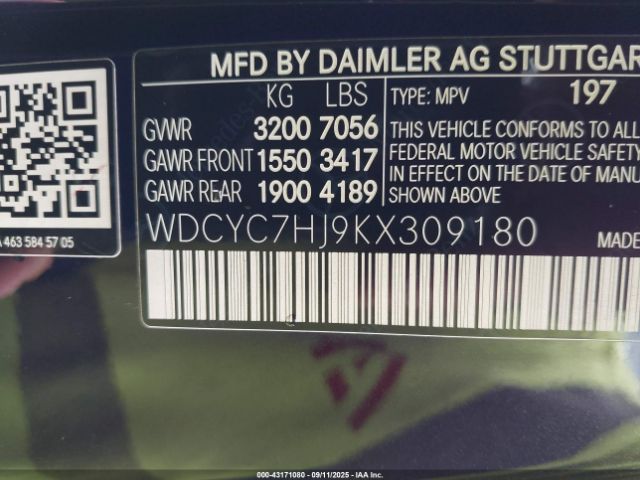 MFD BY DAIMLER AG STUTTGAR
KG LBS
TYPE: MPV 197
GVWR 3200 7056
GAWR FRONT 1550 3417
GAWR REAR 1900 4189
THIS VEHICLE CONFORMS TO ALL
FEDERAL MOTOR VEHICLE SAFETY
IN EFFECT ON THE DATE OF MANU
SHOWN ABOVE
WDCYC7HJ9KX309180
MADE
A 463 584 57 05
000-43171080 - 09/11/2025 - IAA Inc.